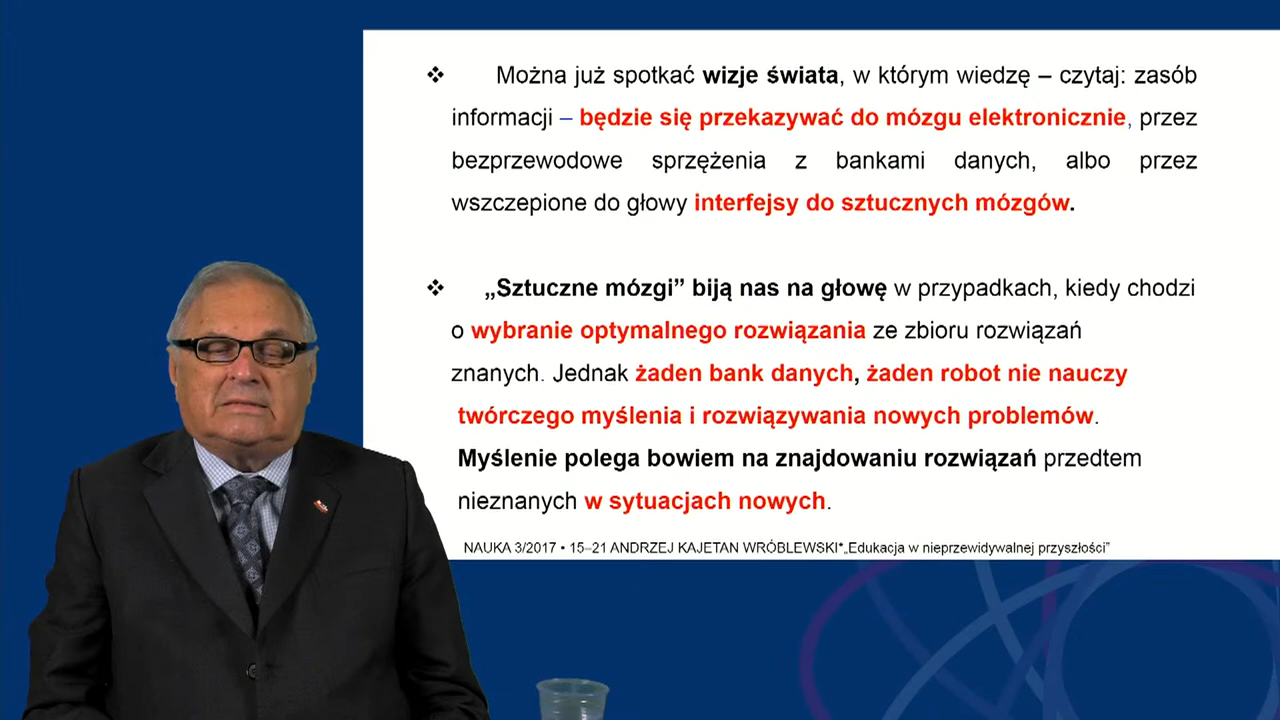 ❖ Można już spotkać wizje świata, w którym wiedzę – czytaj: zasób
informacji – będzie się przekazywać do mózgu elektronicznie, przez
bezprzewodowe sprzężenia z bankami danych, albo przez
wszczepione do głowy interfejsy do sztucznych mózgów.
❖ „Sztuczne mózgi” biją nas na głowę w przypadkach, kiedy chodzi
o wybranie optymalnego rozwiązania ze zbioru rozwiązań
znanych. Jednak żaden bank danych, żaden robot nie nauczy
twórczego myślenia i rozwiązywania nowych problemów.
Myślenie polega bowiem na znajdowaniu rozwiązań przedtem
nieznanych w sytuacjach nowych.
NAUKA 3/2017 • 15–21 ANDRZEJ KAJETAN WRÓBLEWSKI*„Edukacja w nieprzewidywalnej przyszłości”